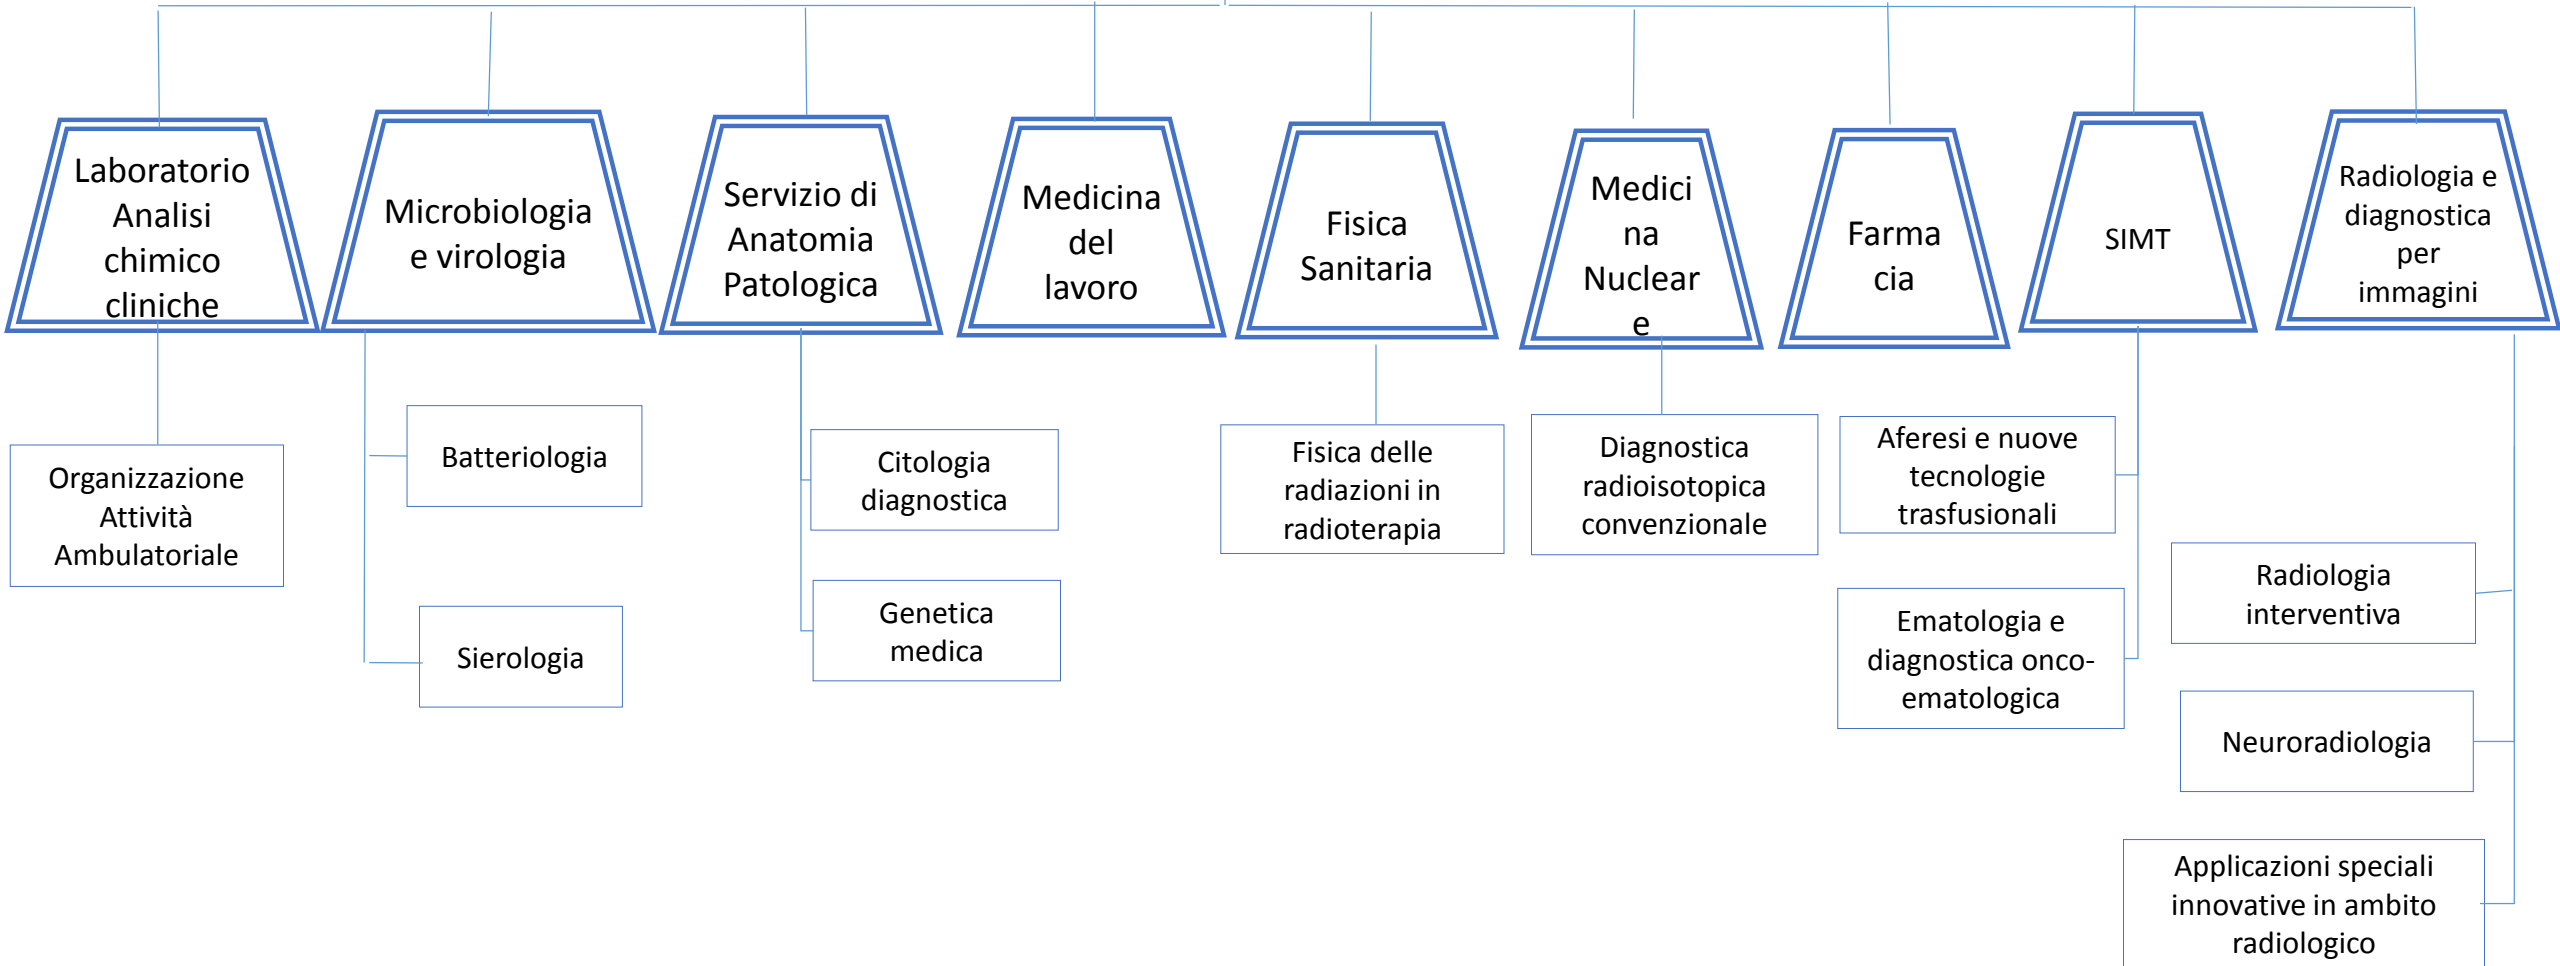 Laboratorio
Analisi
chimico
cliniche
Microbiologia
e virologia
Servizio di
Anatomia
Patologica
Medicina
del
lavoro
Fisica
Sanitaria
Medici
na
Nuclear
e
Farma
cia
SIMT
Radiologia e
diagnostica
per
immagini
Organizzazione
Attività
Ambulatoriale
Batteriologia
Sierologia
Citologia
diagnostica
Genetica
medica
Fisica delle
radiazioni in
radioterapia
Diagnostica
radioisotopica
convenzionale
Aferesi e nuove
tecnologie
trasfusionali
Ematologia e
diagnostica onco-
ematologica
Radiologia
interventiva
Neuroradiologia
Applicazioni speciali
innovative in ambito
radiologico